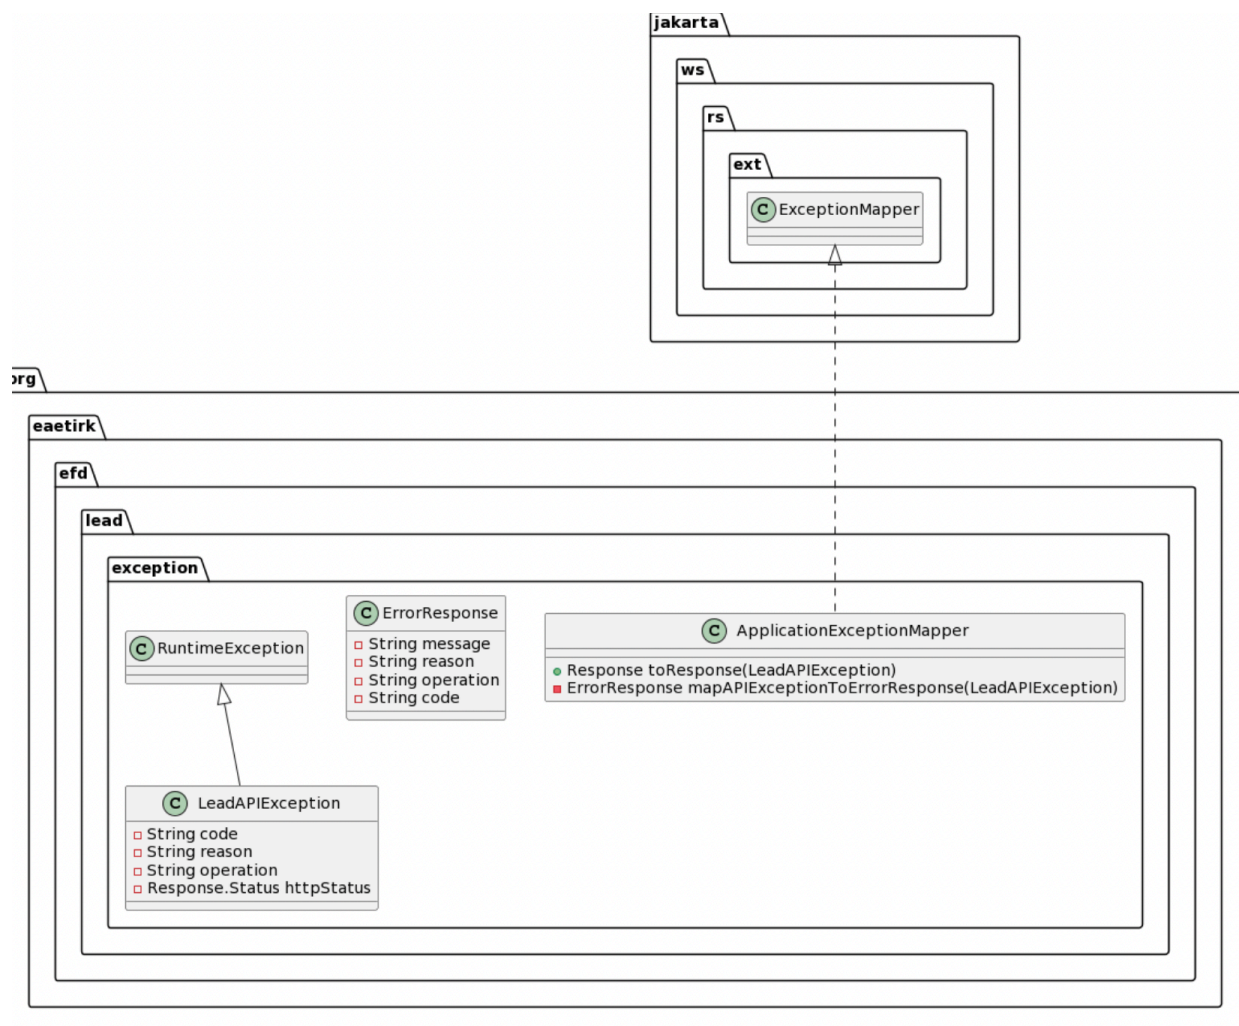 jakarta
ws
rs
ext
C ExceptionMapper
org
eaetirk
efd
lead
exception
C RuntimeException
C ErrorResponse
String message
String reason
String operation
String code
C ApplicationExceptionMapper
Response toResponse(LeadAPIException)
ErrorResponse mapAPIExceptionToErrorResponse(LeadAPIException)
C LeadAPIException
String code
String reason
String operation
Response.Status httpStatus